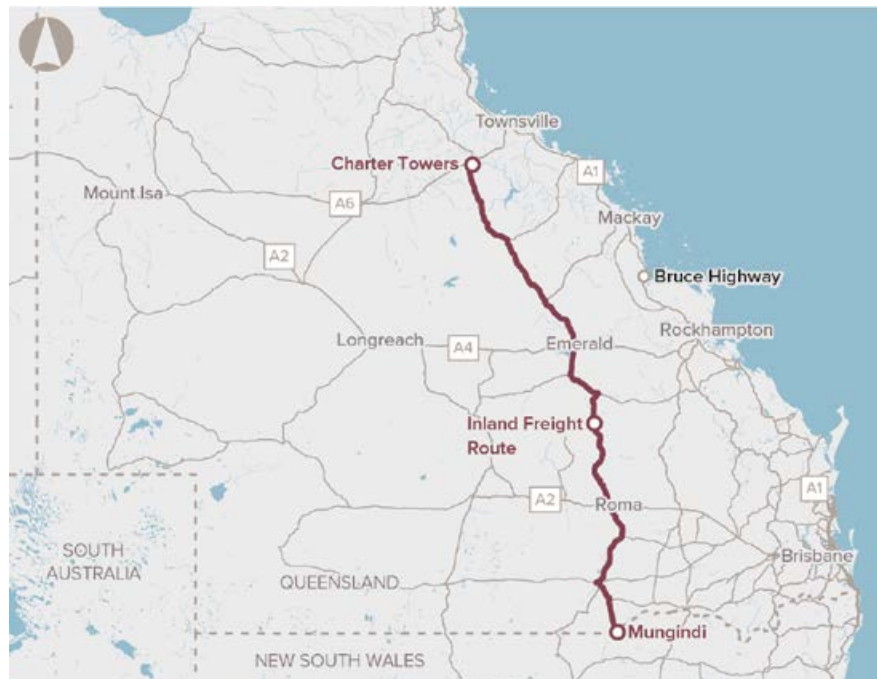 Townsville
Charter Towers
A1
Mount Isa
A6
Mackay
A2
Bruce Highway
Rockhampton
Longreach
A4
Emerald
Inland Freight
Route
A2
Roma
A1
SOUTH
AUSTRALIA
Brisbane
QUEENSLAND
Mungindi
NEW SOUTH WALES